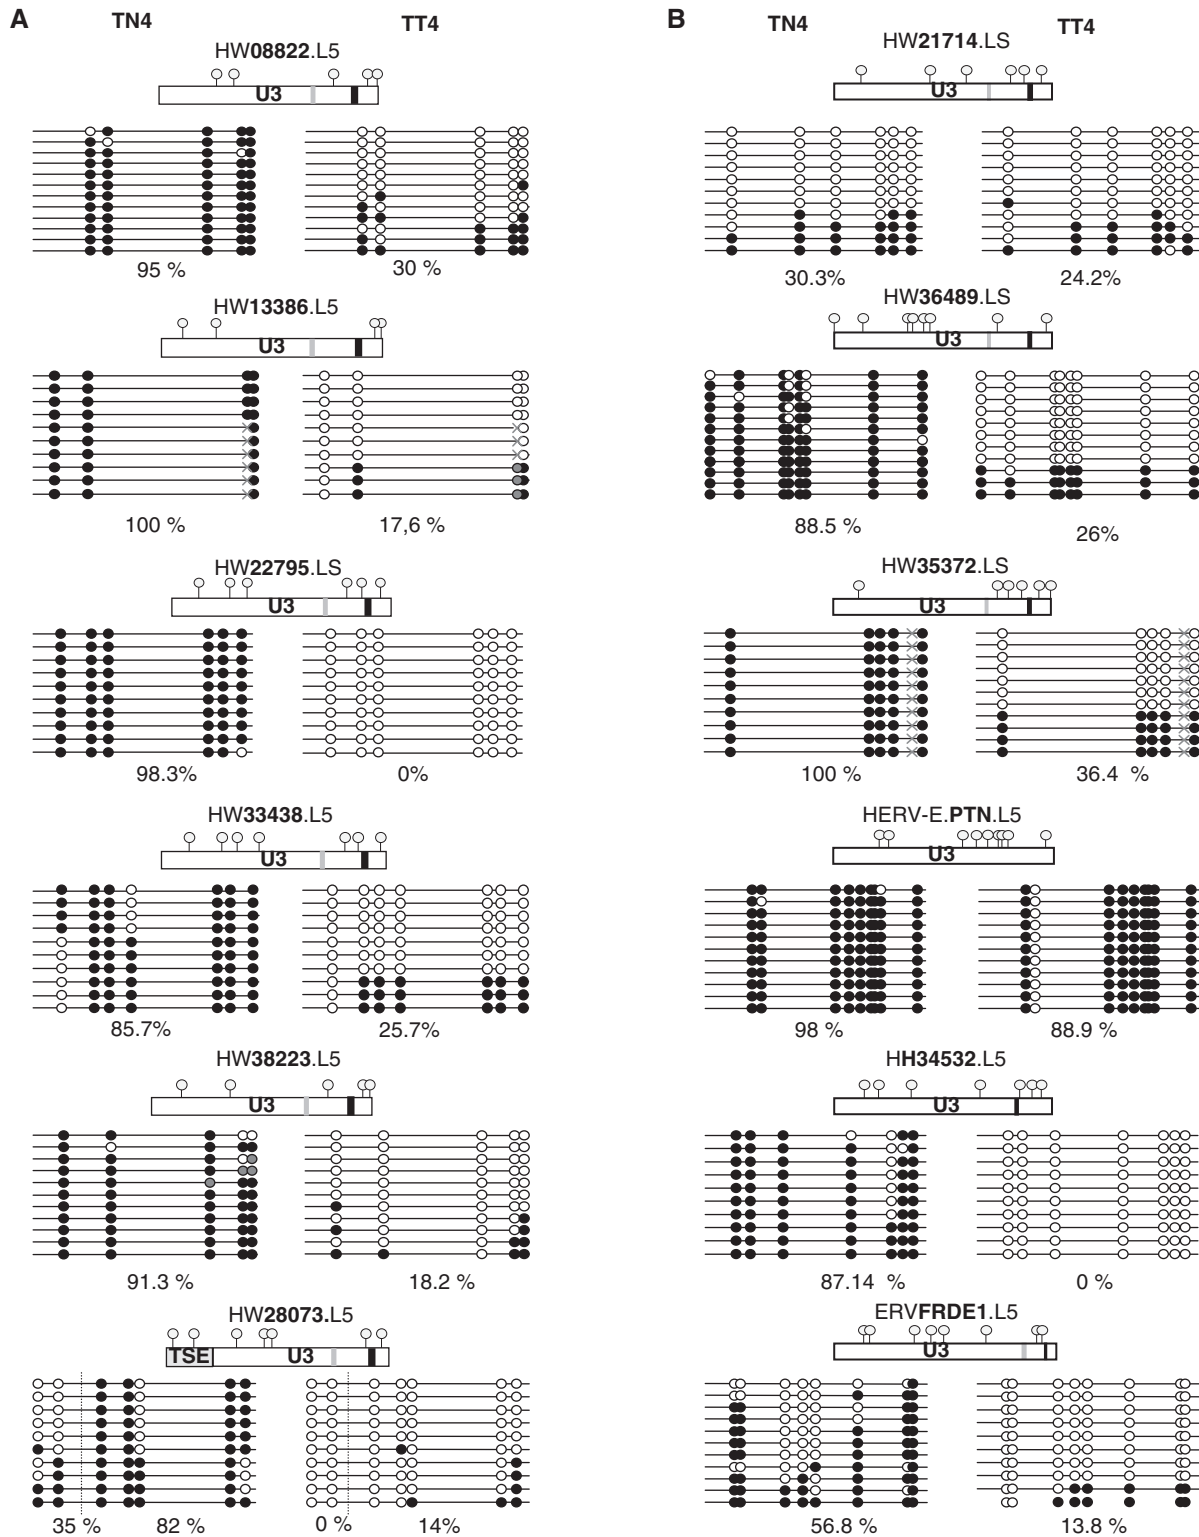 A
TN4
TT4
HW08822.L5
U3
95 %
30 %
HW13386.L5
U3
100 %
17,6 %
HW22795.LS
U3
98.3%
0%
HW33438.L5
U3
85.7%
25.7%
HW38223.L5
U3
91.3 %
18.2 %
HW28073.L5
TSE
U3
35 %
82 %
0 %
14%
B
TN4
TT4
HW21714.LS
U3
30.3%
24.2%
HW36489.LS
U3
88.5 %
26%
HW35372.LS
U3
100 %
36.4 %
HERV-E.PTN.L5
U3
98 %
88.9 %
HH34532.L5
U3
87.14 %
0 %
ERVFRDE1.L5
U3
56.8 %
13.8 %